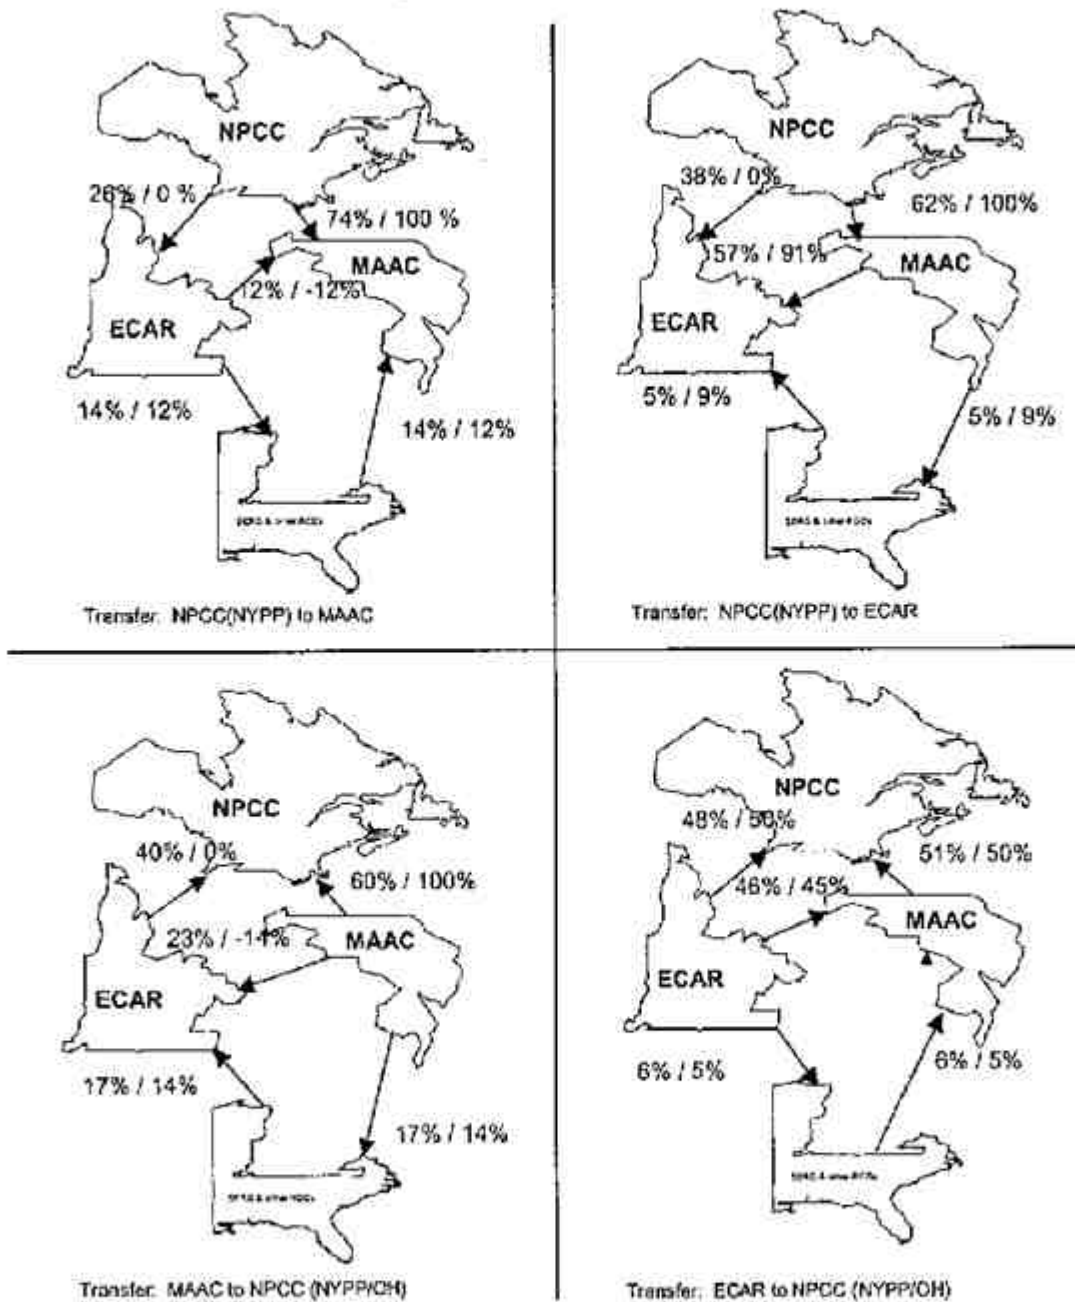 NPCC
26% / 0 %
74% / 100 %
MAAC
12% / -12%
ECAR
14% / 12%
14% / 12%
Transfer: NPCC(NYPP) to MAAC
NPCC
38% / 0%
62% / 100%
57% / 91%
MAAC
ECAR
5% / 9%
5% / 9%
Transfer: NPCC(NYPP) to ECAR
NPCC
40% / 0%
60% / 100%
23% / -14%
MAAC
ECAR
17% / 14%
17% / 14%
Transfer: MAAC to NPCC (NYPP/OH)
NPCC
48% / 50%
51% / 50%
46% / 45%
MAAC
ECAR
6% / 5%
6% / 5%
Transfer: ECAR to NPCC (NYPP/OH)